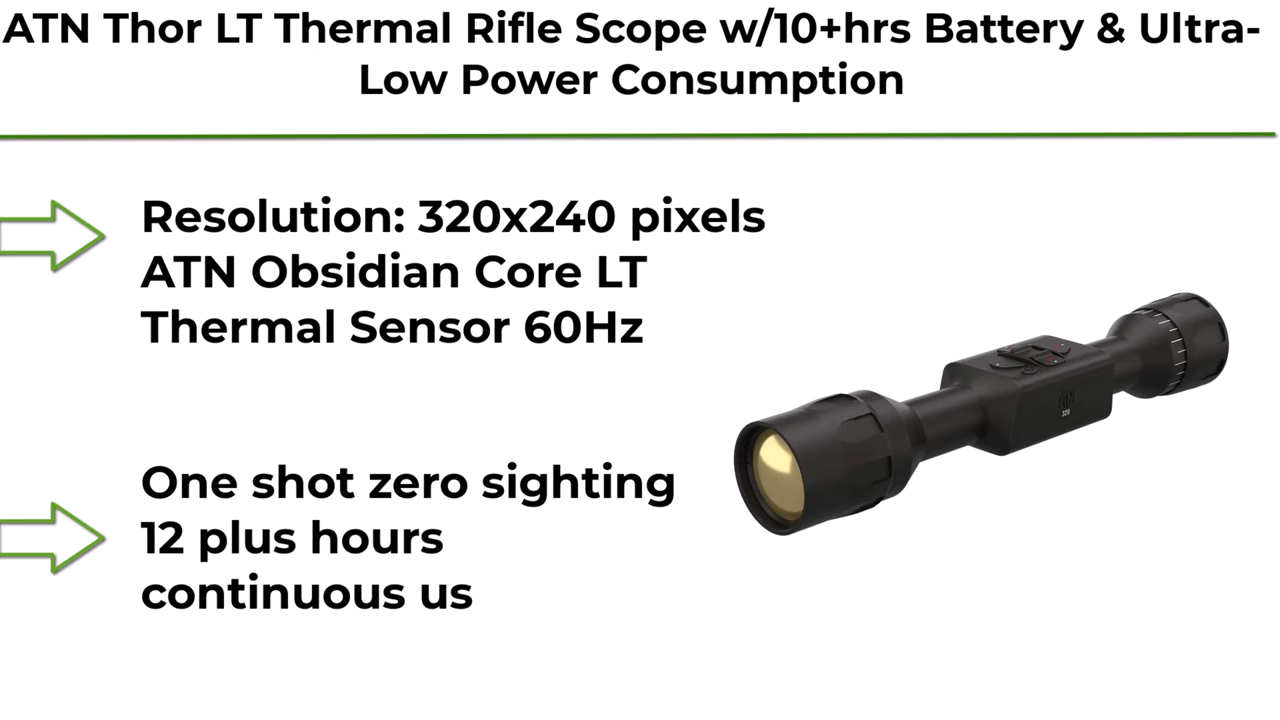 ATN Thor LT Thermal Rifle Scope w/10+hrs Battery & Ultra-
Low Power Consumption
Resolution: 320x240 pixels
ATN Obsidian Core LT
Thermal Sensor 60Hz
One shot zero sighting
12 plus hours
continuous us
320